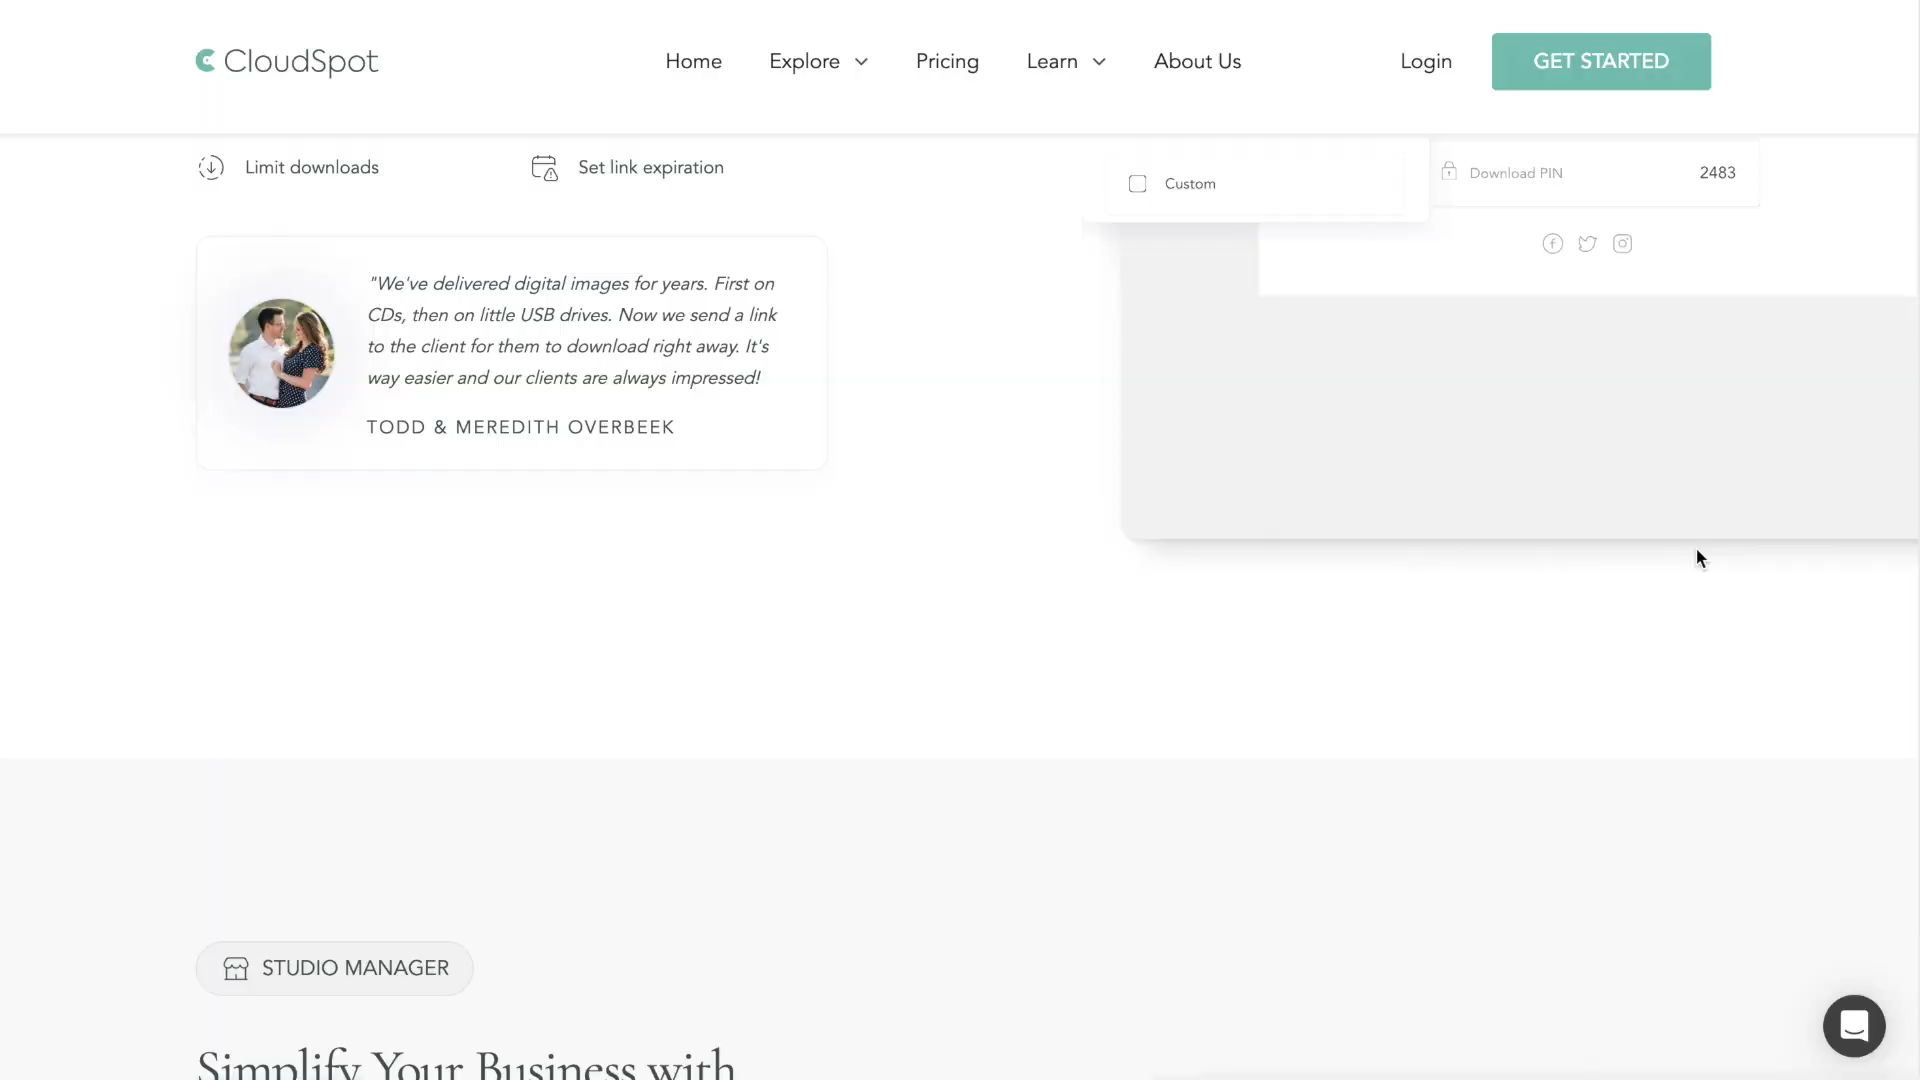 CloudSpot
Home Explore Pricing Learn About Us Login GET STARTED
Limit downloads Set link expiration
Custom
Download PIN 2483
"We've delivered digital images for years. First on
CDs, then on little USB drives. Now we send a link
to the client for them to download right away. It's
way easier and our clients are always impressed!
TODD & MEREDITH OVERBEEK
STUDIO MANAGER
Simplify Your Business with